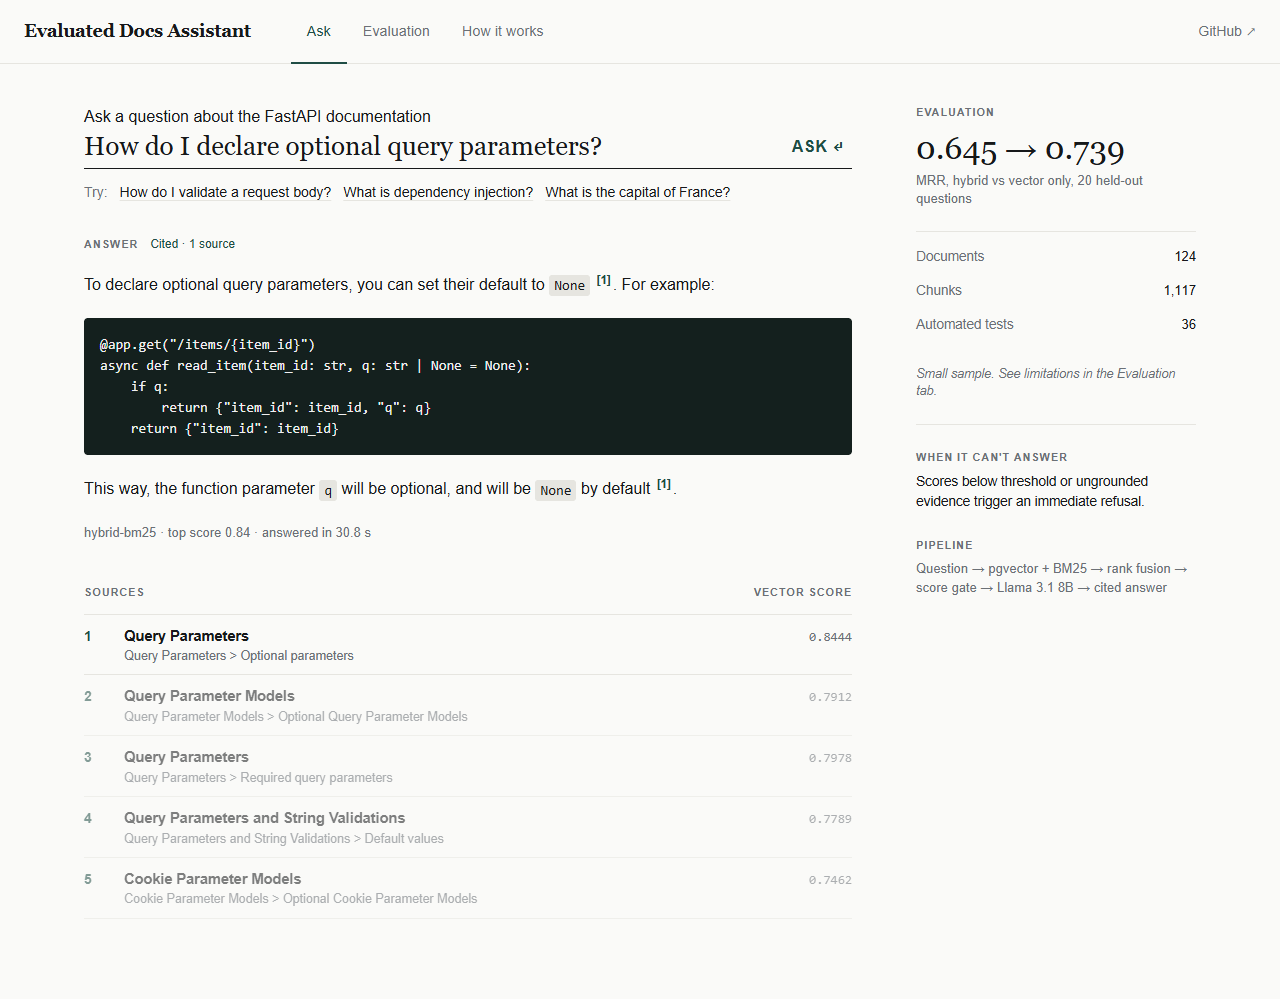 Evaluated Docs Assistant
Ask
Evaluation
How it works
GitHub ↗
Ask a question about the FastAPI documentation
How do I declare optional query parameters?
ASK ↵
Try: How do I validate a request body? What is dependency injection? What is the capital of France?
ANSWER Cited · 1 source
To declare optional query parameters, you can set their default to None [1]. For example:
@app.get("/items/{item_id}")
async def read_item(item_id: str, q: str | None = None):
    if q:
        return {"item_id": item_id, "q": q}
    return {"item_id": item_id}
This way, the function parameter q will be optional, and will be None by default [1].
hybrid-bm25 · top score 0.84 · answered in 30.8 s
SOURCES VECTOR SCORE
1 Query Parameters 0.8444
Query Parameters > Optional parameters
2 Query Parameter Models 0.7912
Query Parameter Models > Optional Query Parameter Models
3 Query Parameters 0.7978
Query Parameters > Required query parameters
4 Query Parameters and String Validations 0.7789
Query Parameters and String Validations > Default values
5 Cookie Parameter Models 0.7462
Cookie Parameter Models > Optional Cookie Parameter Models
EVALUATION
0.645 → 0.739
MRR, hybrid vs vector only, 20 held-out
questions
Documents 124
Chunks 1,117
Automated tests 36
Small sample. See limitations in the Evaluation
tab.
WHEN IT CAN'T ANSWER
Scores below threshold or ungrounded
evidence trigger an immediate refusal.
PIPELINE
Question → pgvector + BM25 → rank fusion →
score gate → Llama 3.1 8B → cited answer